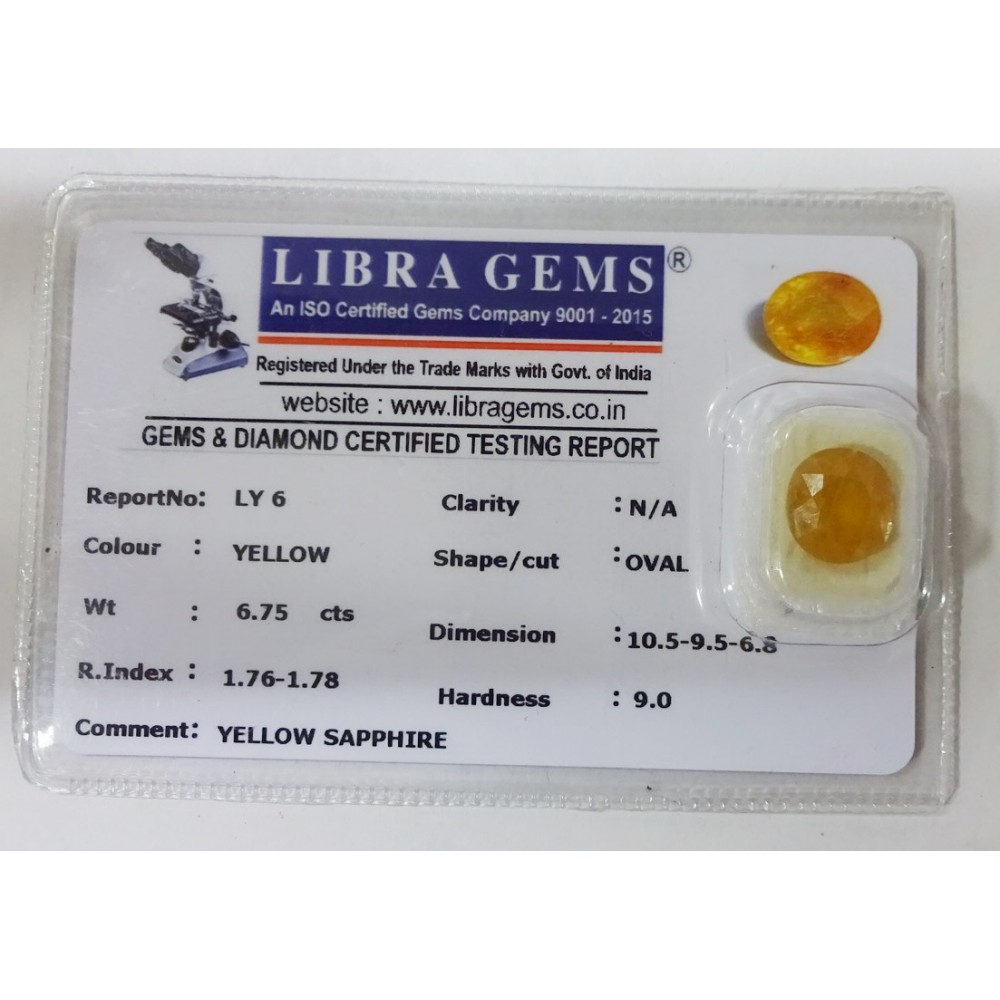 LIBRA GEMS ®
An ISO Certified Gems Company 9001 - 2015
Registered Under the Trade Marks with Govt. of India
website : www.libragems.co.in
GEMS & DIAMOND CERTIFIED TESTING REPORT
ReportNo: LY 6
Colour : YELLOW
Wt : 6.75 cts
R.Index : 1.76-1.78
Comment: YELLOW SAPPHIRE
Clarity : N/A
Shape/cut : OVAL
Dimension : 10.5-9.5-6.8
Hardness : 9.0